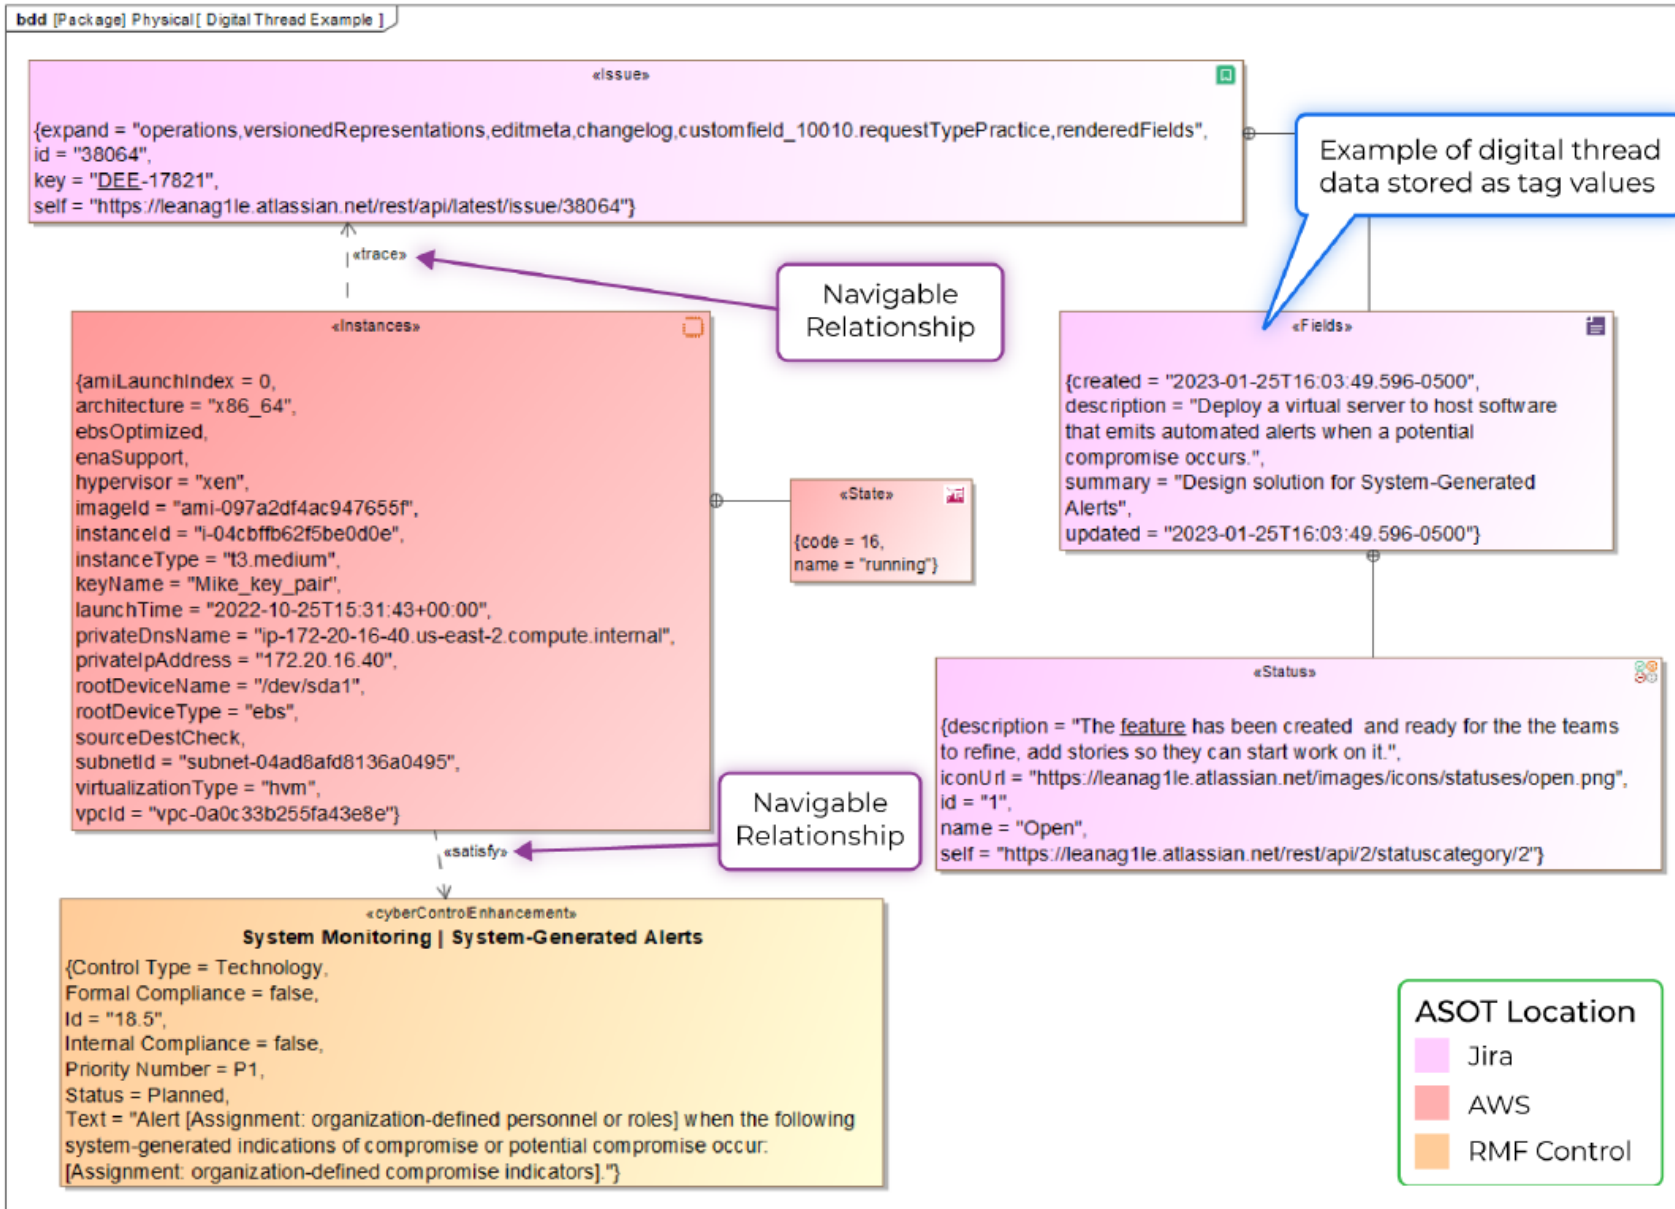 bdd [Package] Physical[ Digital Thread Example ]
«Issue»
{expand = "operations,versionedRepresentations,editmeta,changelog,customfield_10010.requestTypePractice,renderedFields",
id = "38064",
key = "DEE-17821",
self = "https://leanag1le.atlassian.net/rest/api/latest/issue/38064"}
Example of digital thread
data stored as tag values
«trace»
Navigable
Relationship
«Instances»
{amiLaunchIndex = 0,
architecture = "x86_64",
ebsOptimized,
enaSupport,
hypervisor = "xen",
imageId = "ami-097a2df4ac947655f",
instanceId = "i-04cbffb62f5be0d0e",
instanceType = "t3.medium",
keyName = "Mike_key_pair",
launchTime = "2022-10-25T15:31:43+00:00",
privateDnsName = "ip-172-20-16-40.us-east-2.compute.internal",
privateIpAddress = "172.20.16.40",
rootDeviceName = "/dev/sda1",
rootDeviceType = "ebs",
sourceDestCheck,
subnetId = "subnet-04ad8afd8136a0495",
virtualizationType = "hvm",
vpcId = "vpc-0a0c33b255fa43e8e"}
«State»
{code = 16,
name = "running"}
«Fields»
{created = "2023-01-25T16:03:49.596-0500",
description = "Deploy a virtual server to host software
that emits automated alerts when a potential
compromise occurs.",
summary = "Design solution for System-Generated
Alerts",
updated = "2023-01-25T16:03:49.596-0500"}
«Status»
{description = "The feature has been created  and ready for the the teams
to refine, add stories so they can start work on it.",
iconUrl = "https://leanag1le.atlassian.net/images/icons/statuses/open.png",
id = "1",
name = "Open",
self = "https://leanag1le.atlassian.net/rest/api/2/statuscategory/2"}
Navigable
Relationship
«satisfy»
«cyberControlEnhancement»
System Monitoring | System-Generated Alerts
{Control Type = Technology,
Formal Compliance = false,
Id = "18.5",
Internal Compliance = false,
Priority Number = P1,
Status = Planned,
Text = "Alert [Assignment: organization-defined personnel or roles] when the following
system-generated indications of compromise or potential compromise occur:
[Assignment: organization-defined compromise indicators]."}
ASOT Location
Jira
AWS
RMF Control